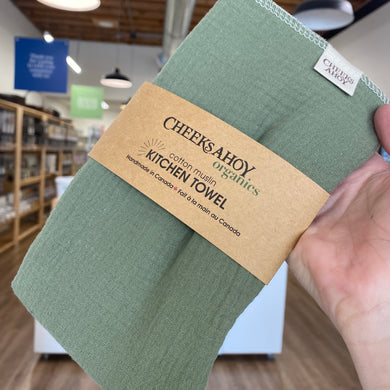 CHEEKS
AHOY
CHEEKS AHOY
organics
cotton muslin
KITCHEN TOWEL
Handmade in Canada • Fait à la main au Canada